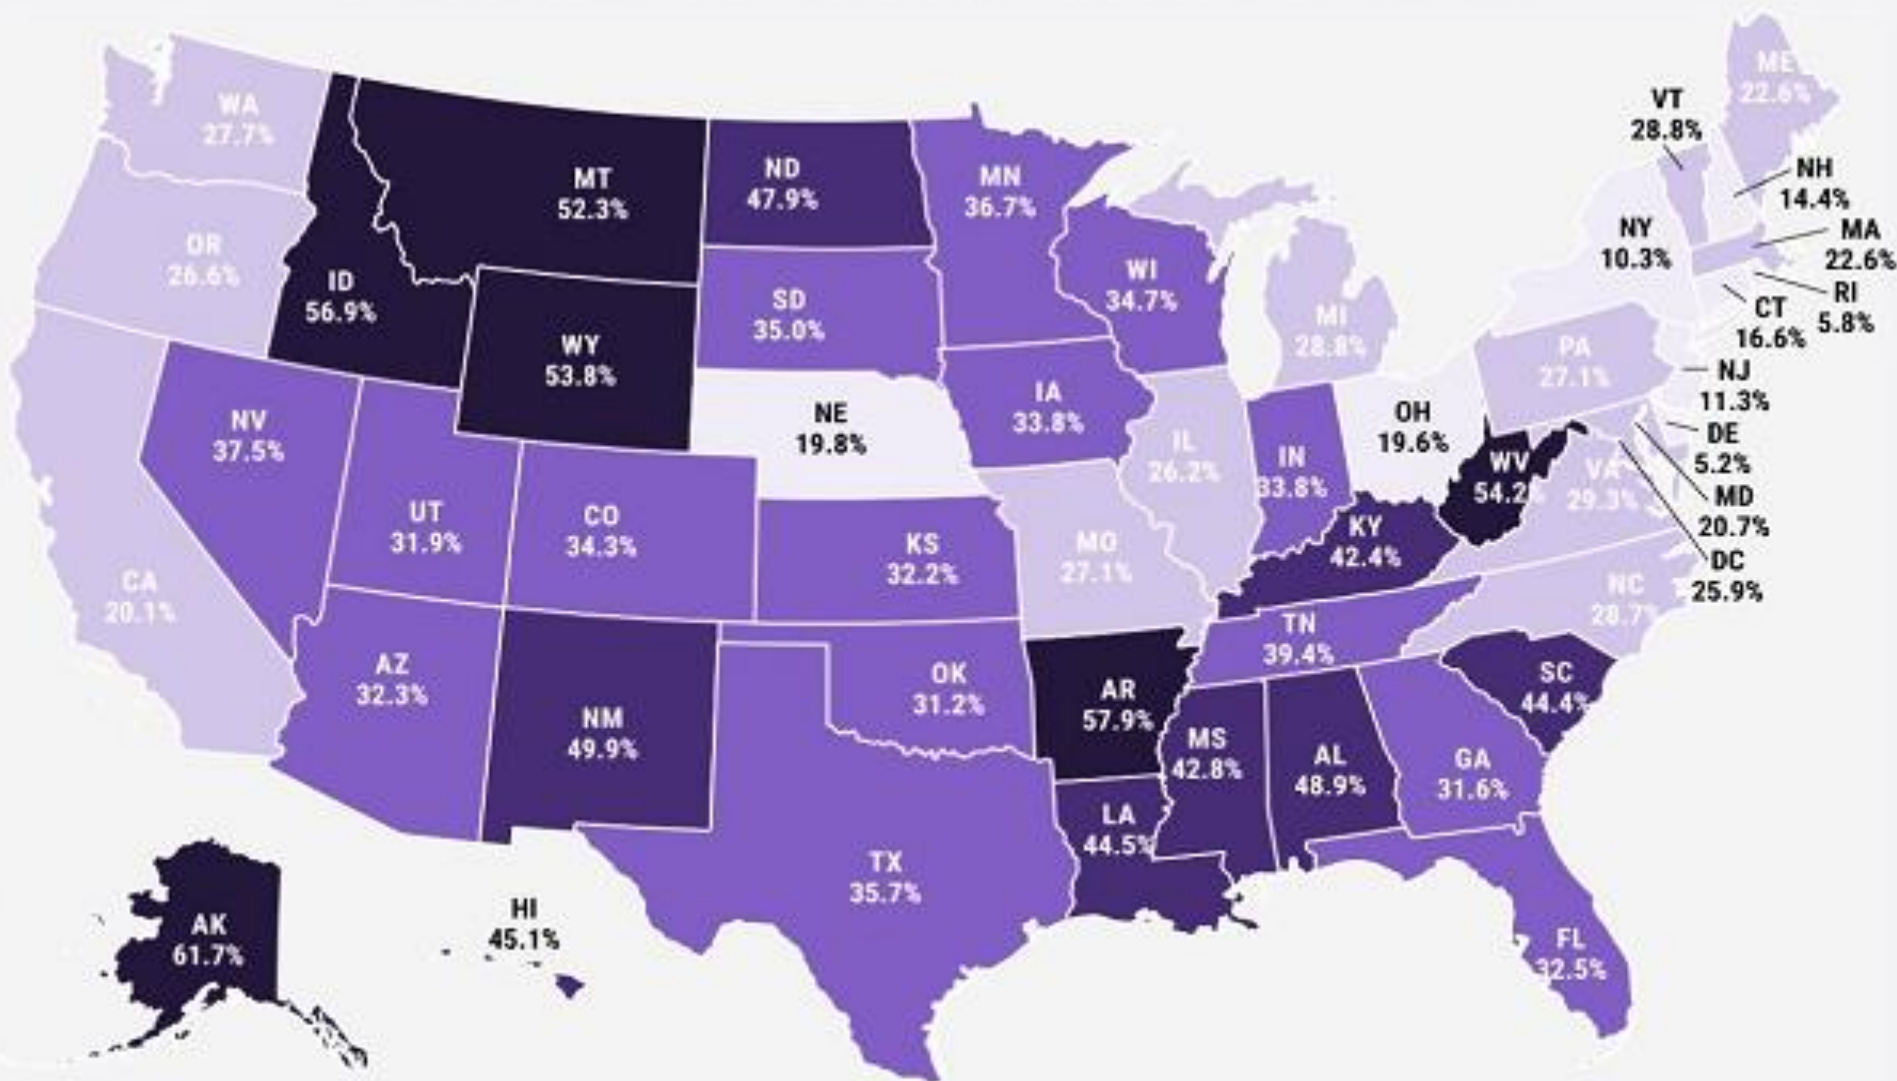 WA
27.7%
OR
26.6%
CA
20.1%
ID
56.9%
NV
37.5%
MT
52.3%
WY
53.8%
UT
31.9%
AZ
32.3%
CO
34.3%
NM
49.9%
ND
47.9%
SD
35.0%
NE
19.8%
KS
32.2%
OK
31.2%
TX
35.7%
MN
36.7%
IA
33.8%
MO
27.1%
AR
57.9%
LA
44.5%
WI
34.7%
IL
26.2%
MI
28.8%
IN
33.8%
OH
19.6%
KY
42.4%
TN
39.4%
MS
42.8%
AL
48.9%
GA
31.6%
FL
32.5%
SC
44.4%
NC
28.7%
VA
29.3%
WV
54.2%
PA
27.1%
NY
10.3%
VT
28.8%
ME
22.6%
NH
14.4%
MA
22.6%
RI
5.8%
CT
16.6%
NJ
11.3%
DE
5.2%
MD
20.7%
DC
25.9%
AK
61.7%
HI
45.1%